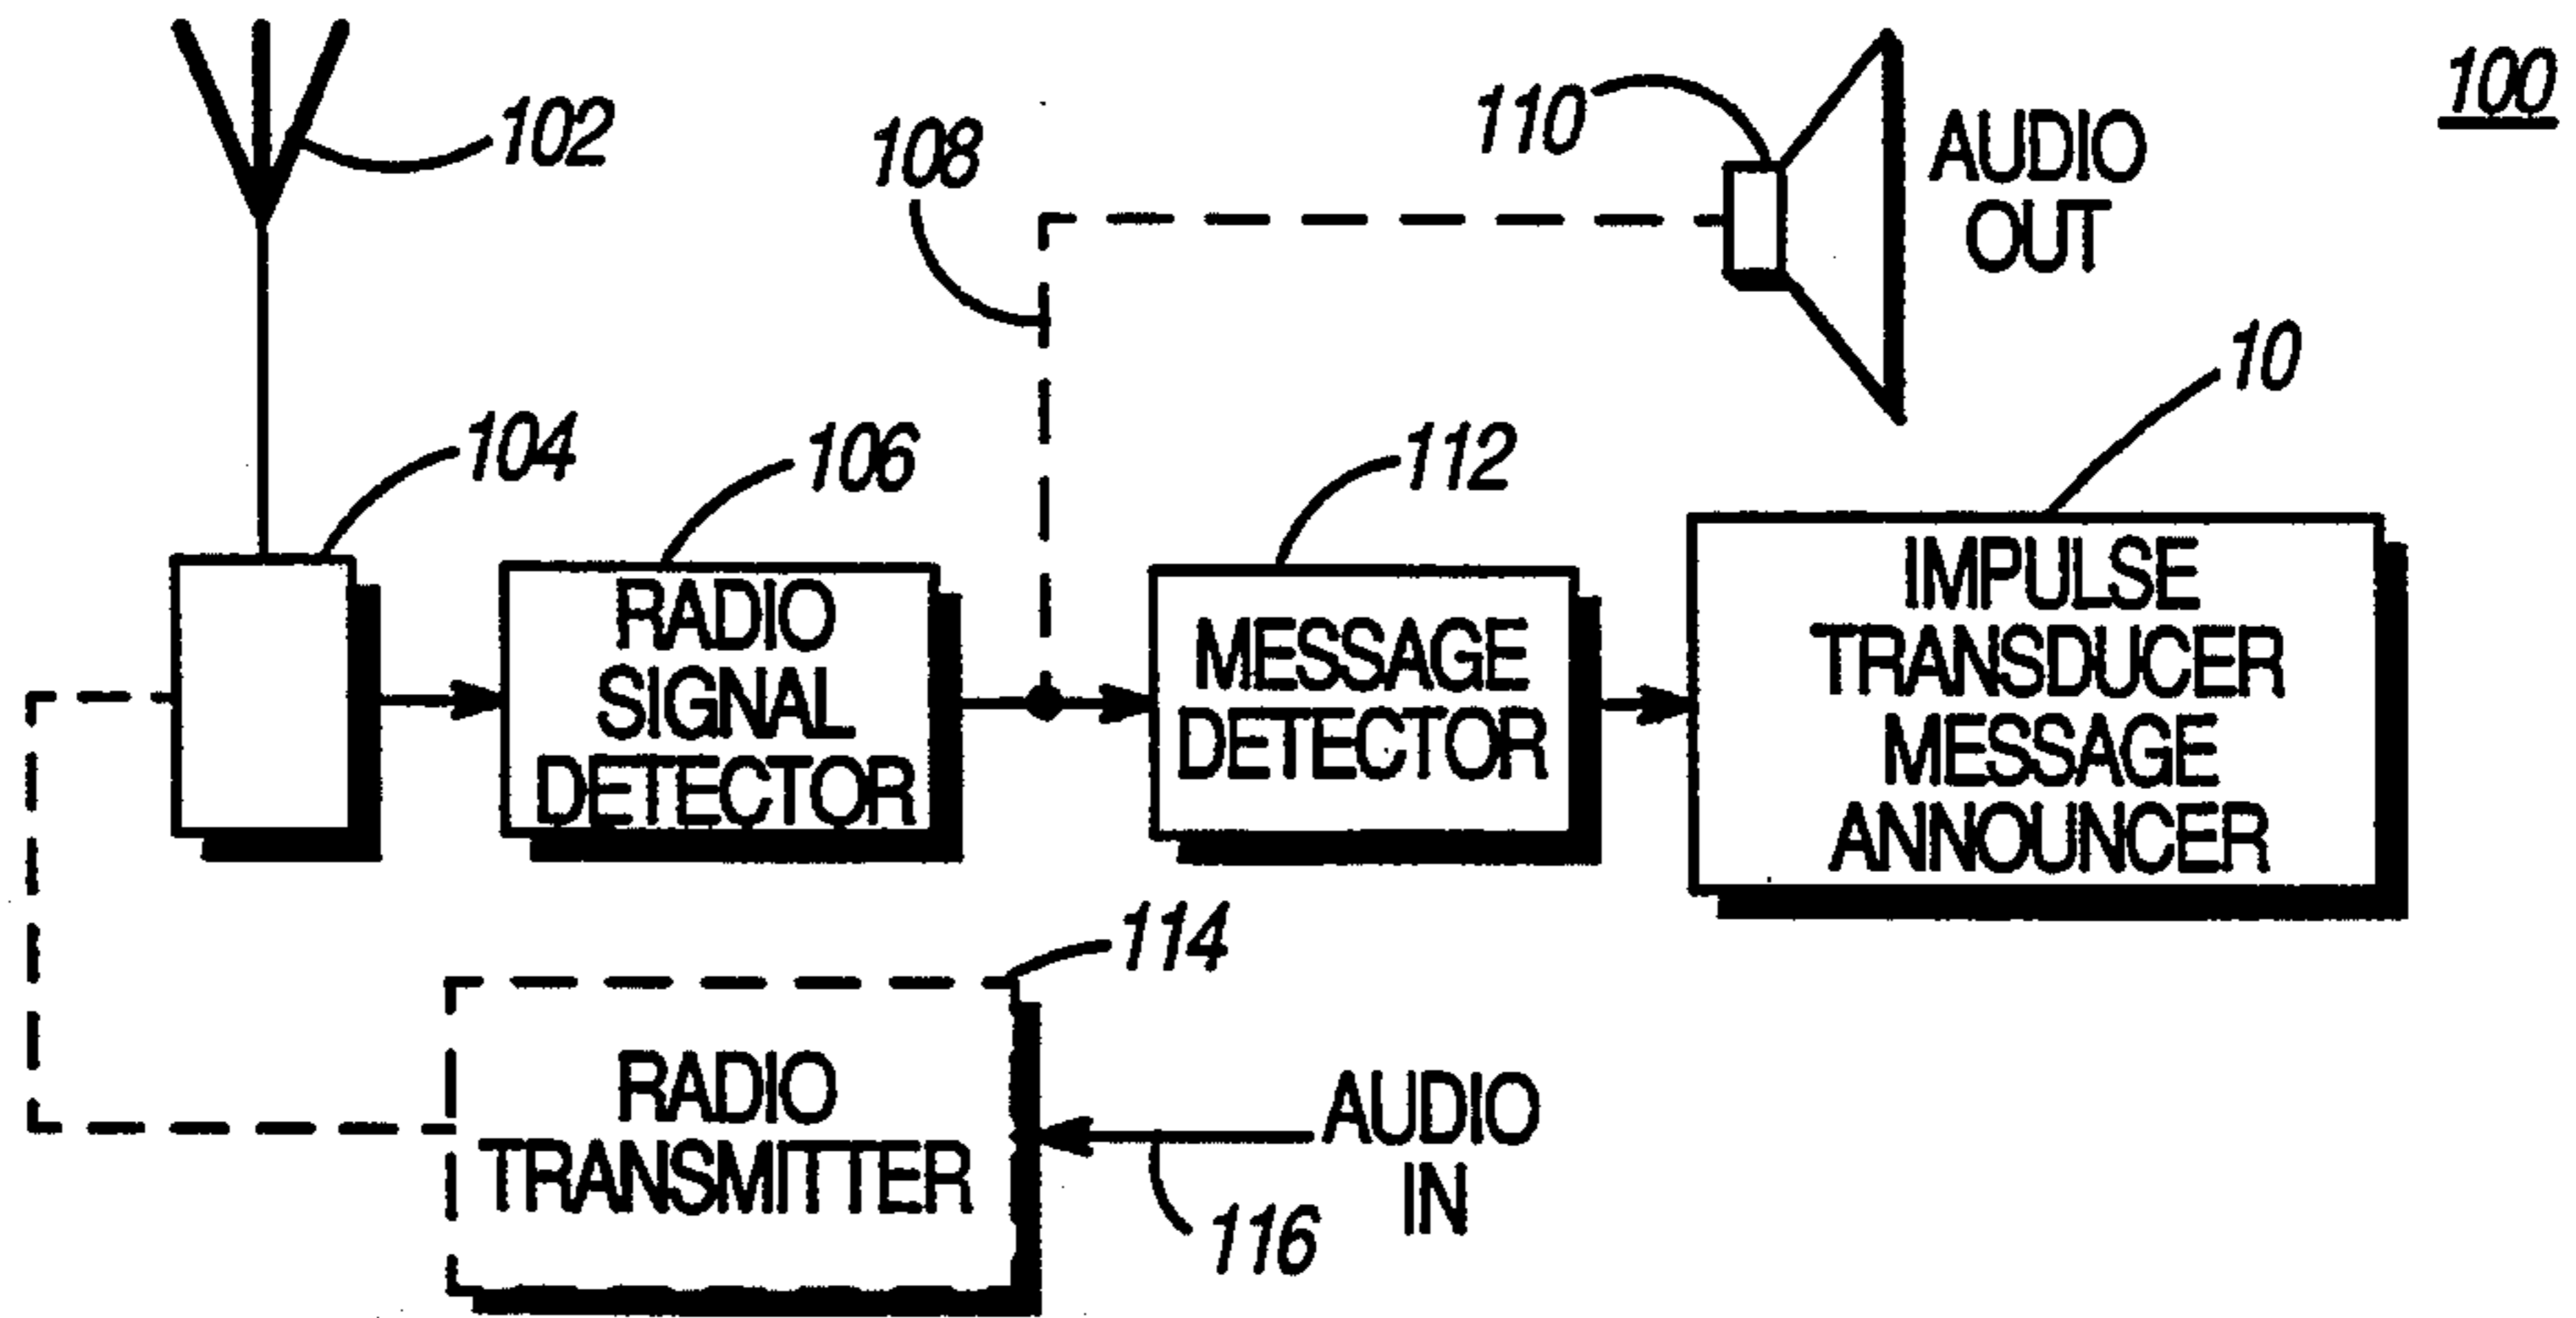 100
102
108
110
AUDIO
OUT
10
104
106
112
RADIO
SIGNAL
DETECTOR
MESSAGE
DETECTOR
IMPULSE
TRANSDUCER
MESSAGE
ANNOUNCER
114
RADIO
TRANSMITTER
AUDIO
IN
116